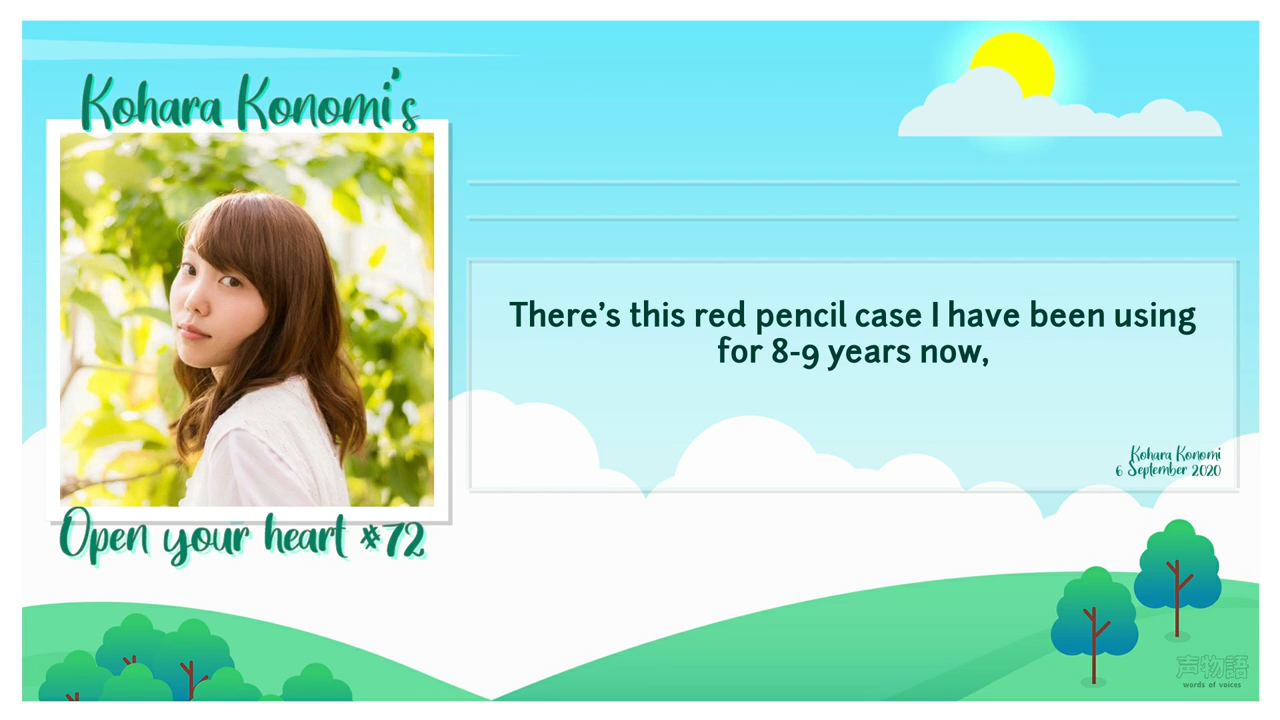 Kohara Konomi's
There's this red pencil case I have been using
for 8-9 years now,
Kohara Konomi
6 September 2020
Open your heart #72
声物語
words of voices